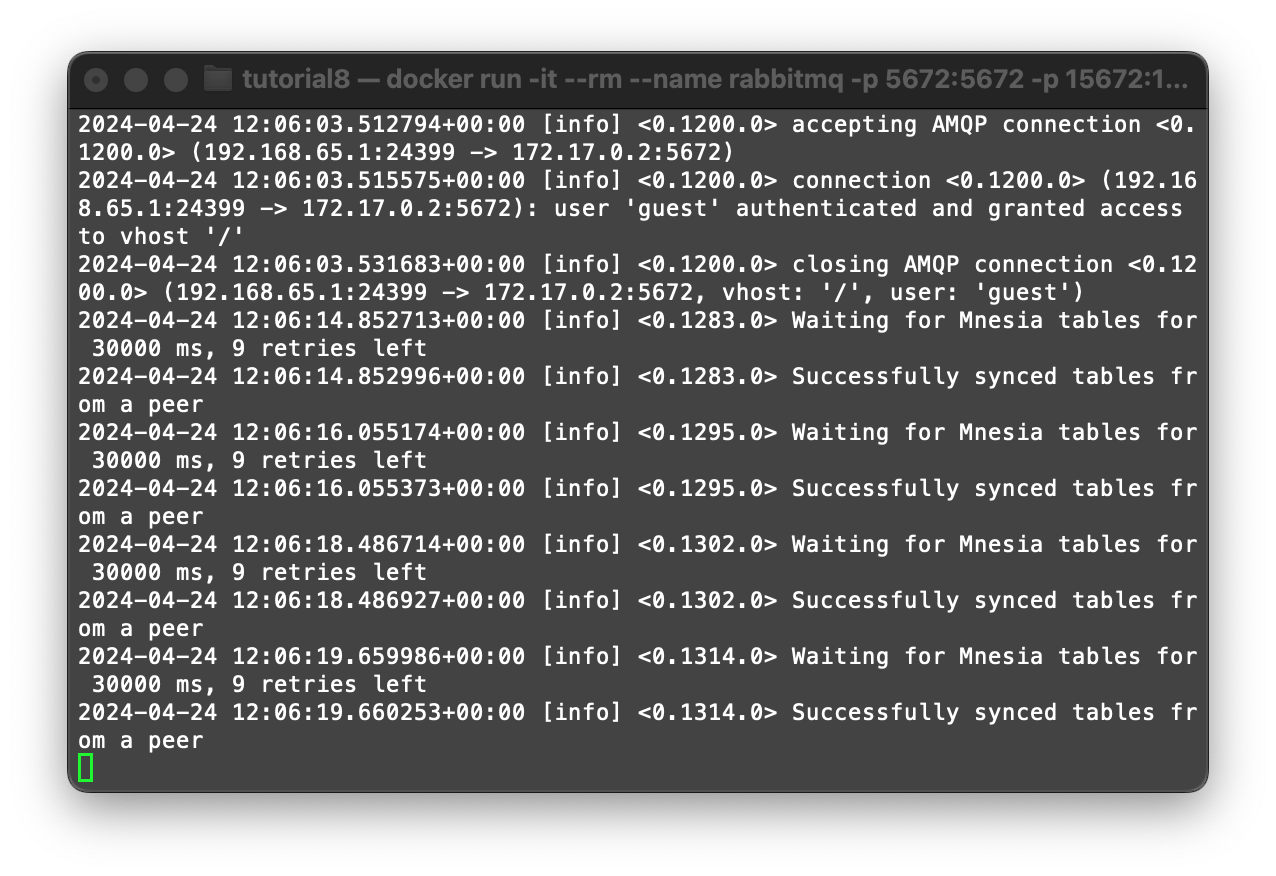 tutorial8 — docker run -it --rm --name rabbitmq -p 5672:5672 -p 15672:1...
2024-04-24 12:06:03.512794+00:00 [info] <0.1200.0> accepting AMQP connection <0.
1200.0> (192.168.65.1:24399 -> 172.17.0.2:5672)
2024-04-24 12:06:03.515575+00:00 [info] <0.1200.0> connection <0.1200.0> (192.16
8.65.1:24399 -> 172.17.0.2:5672): user 'guest' authenticated and granted access
to vhost '/'
2024-04-24 12:06:03.531683+00:00 [info] <0.1200.0> closing AMQP connection <0.12
00.0> (192.168.65.1:24399 -> 172.17.0.2:5672, vhost: '/', user: 'guest')
2024-04-24 12:06:14.852713+00:00 [info] <0.1283.0> Waiting for Mnesia tables for
 30000 ms, 9 retries left
2024-04-24 12:06:14.852996+00:00 [info] <0.1283.0> Successfully synced tables fr
om a peer
2024-04-24 12:06:16.055174+00:00 [info] <0.1295.0> Waiting for Mnesia tables for
 30000 ms, 9 retries left
2024-04-24 12:06:16.055373+00:00 [info] <0.1295.0> Successfully synced tables fr
om a peer
2024-04-24 12:06:18.486714+00:00 [info] <0.1302.0> Waiting for Mnesia tables for
 30000 ms, 9 retries left
2024-04-24 12:06:18.486927+00:00 [info] <0.1302.0> Successfully synced tables fr
om a peer
2024-04-24 12:06:19.659986+00:00 [info] <0.1314.0> Waiting for Mnesia tables for
 30000 ms, 9 retries left
2024-04-24 12:06:19.660253+00:00 [info] <0.1314.0> Successfully synced tables fr
om a peer